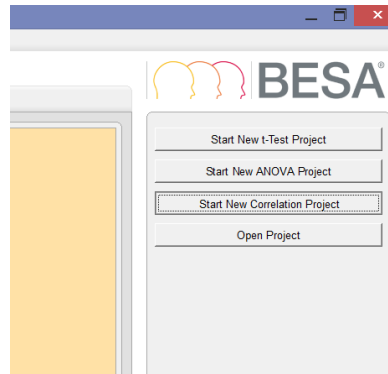 BESA®
Start New t-Test Project
Start New ANOVA Project
Start New Correlation Project
Open Project